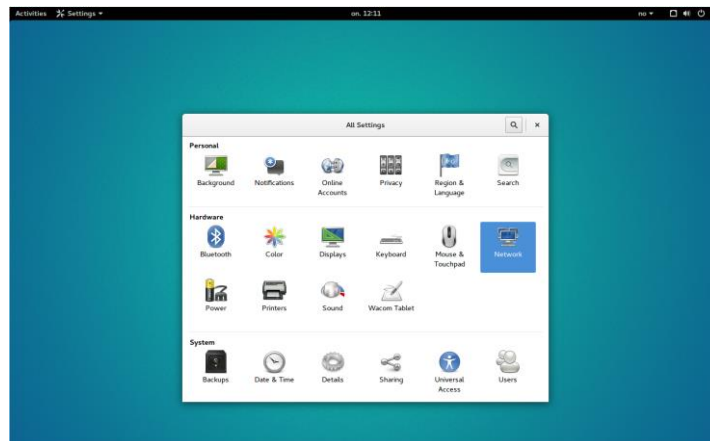 Activities Settings on. 12:11 no
All Settings
Personal
Background Notifications Online Accounts Privacy Region & Language Search
Hardware
Bluetooth Color Displays Keyboard Mouse & Touchpad Network
Power Printers Sound Wacom Tablet
System
Backups Date & Time Details Sharing Universal Access Users